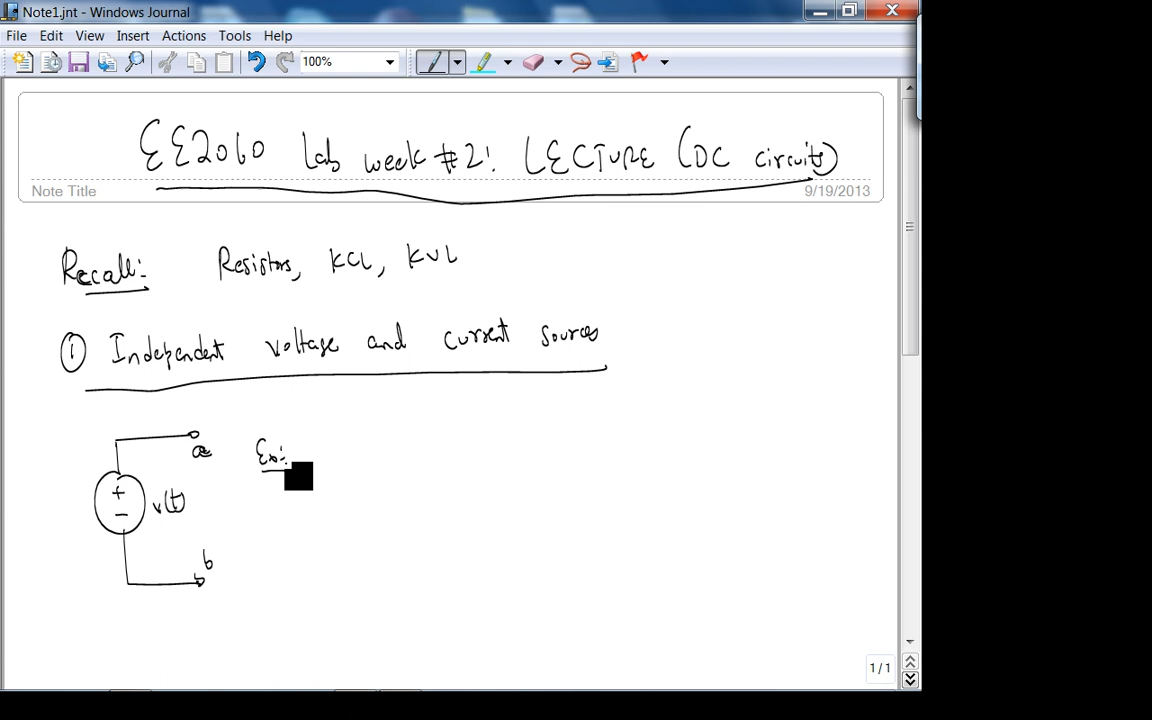 Note1.jnt - Windows Journal
File Edit View Insert Actions Tools Help
100%
EE2060 Lab week #2: LECTURE (DC circuits)
Note Title
9/19/2013
Recall: Resistors, KCL, KVL
① Independent voltage and current sources
a
Ex:
+
v(t)
−
b
1 / 1